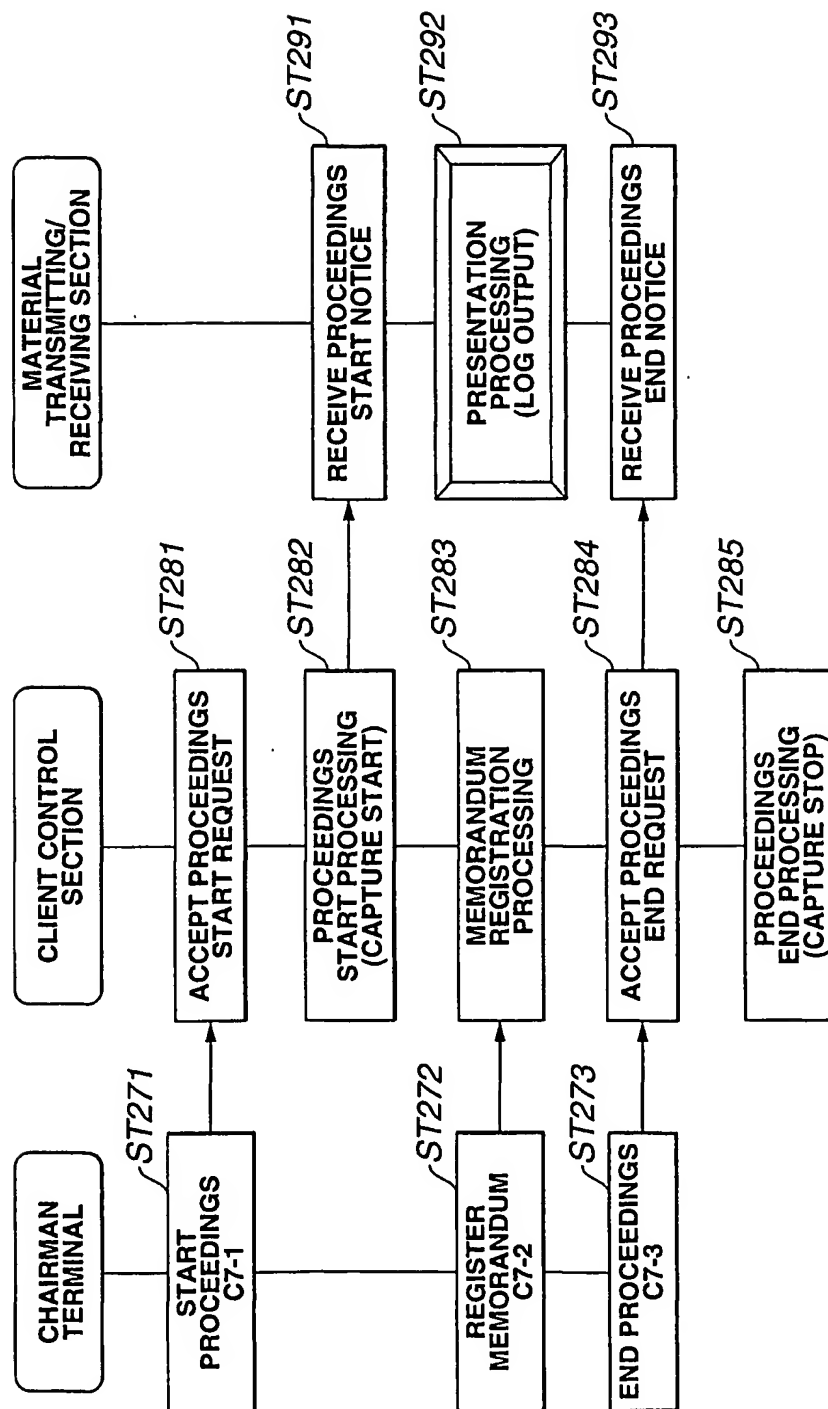 CHAIRMAN
TERMINAL
ST271
START
PROCEEDINGS
C7-1
ST272
REGISTER
MEMORANDUM
C7-2
ST273
END PROCEEDINGS
C7-3
CLIENT CONTROL
SECTION
ST281
ACCEPT PROCEEDINGS
START REQUEST
ST282
PROCEEDINGS
START PROCESSING
(CAPTURE START)
ST283
MEMORANDUM
REGISTRATION
PROCESSING
ST284
ACCEPT PROCEEDINGS
END REQUEST
ST285
PROCEEDINGS
END PROCESSING
(CAPTURE STOP)
MATERIAL
TRANSMITTING/
RECEIVING SECTION
ST291
RECEIVE PROCEEDINGS
START NOTICE
ST292
PRESENTATION
PROCESSING
(LOG OUTPUT)
ST293
RECEIVE PROCEEDINGS
END NOTICE